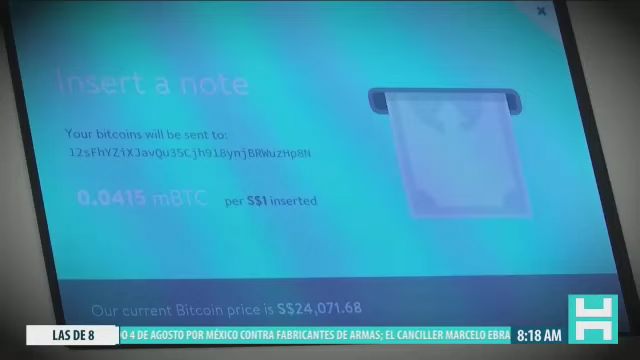 Insert a note
Your bitcoins will be sent to:
12sFhYZiXJavQu35Cjh918ynjBRWuzHp8N
0.0415 mBTC per S$1 inserted
Our current Bitcoin price is S$24,071.68
LAS DE 8
O 4 DE AGOSTO POR MÉXICO CONTRA FABRICANTES DE ARMAS; EL CANCILLER MARCELO EBRA
8:18 AM
H